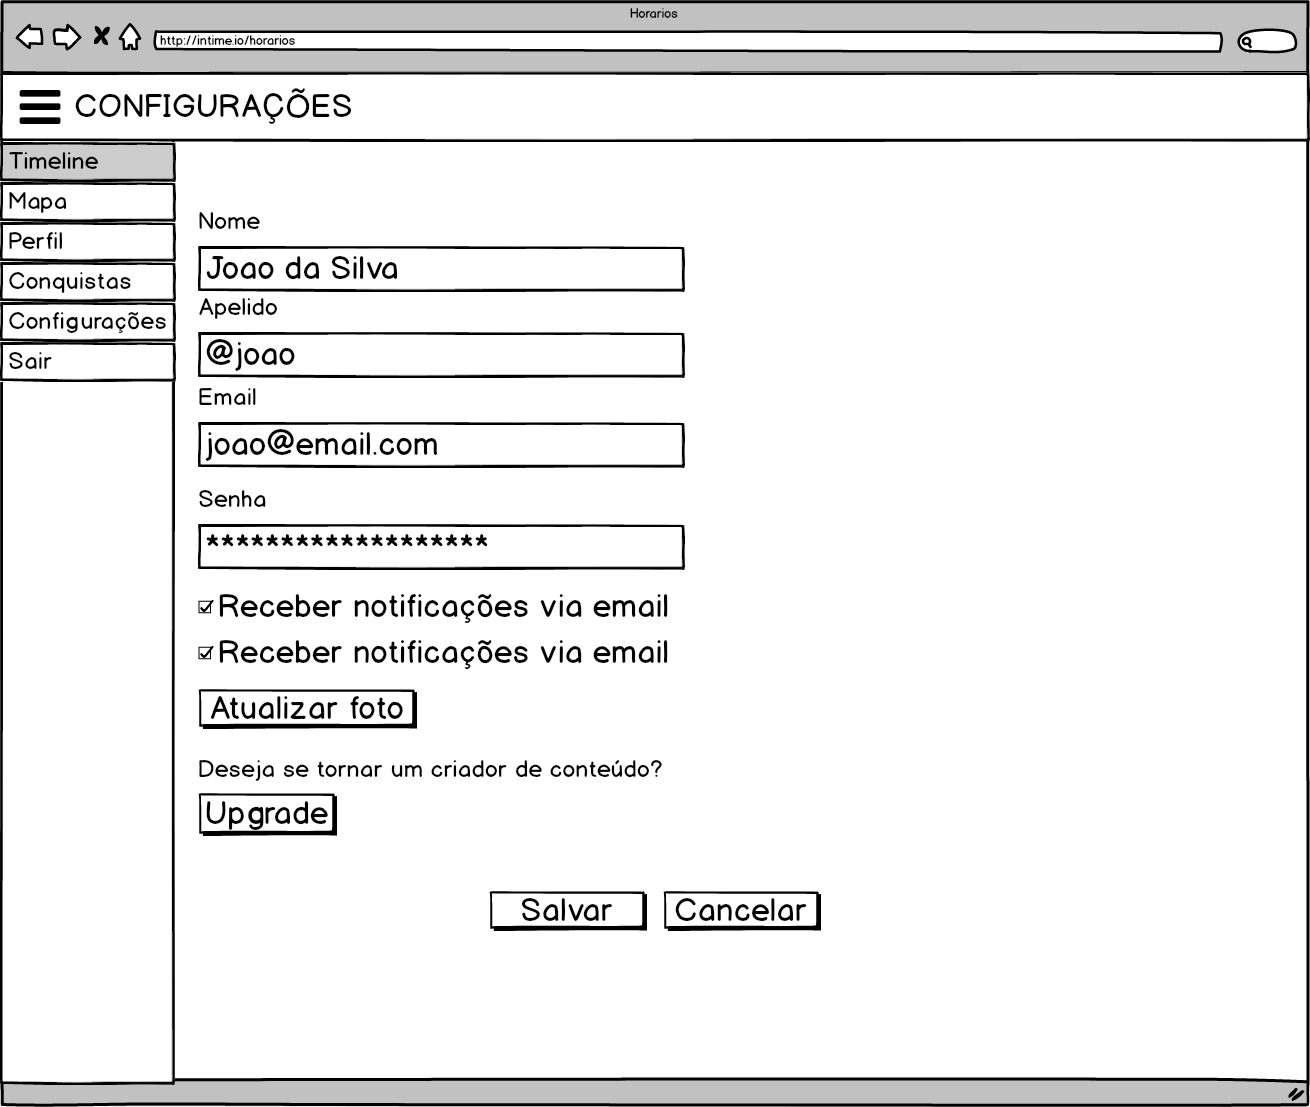 Horarios
http://intime.io/horarios
CONFIGURAÇÕES
Timeline
Mapa
Perfil
Conquistas
Configurações
Sair
Nome
Joao da Silva
Apelido
@joao
Email
joao@email.com
Senha
*******************
Receber notificações via email
Receber notificações via email
Atualizar foto
Deseja se tornar um criador de conteúdo?
Upgrade
Salvar
Cancelar